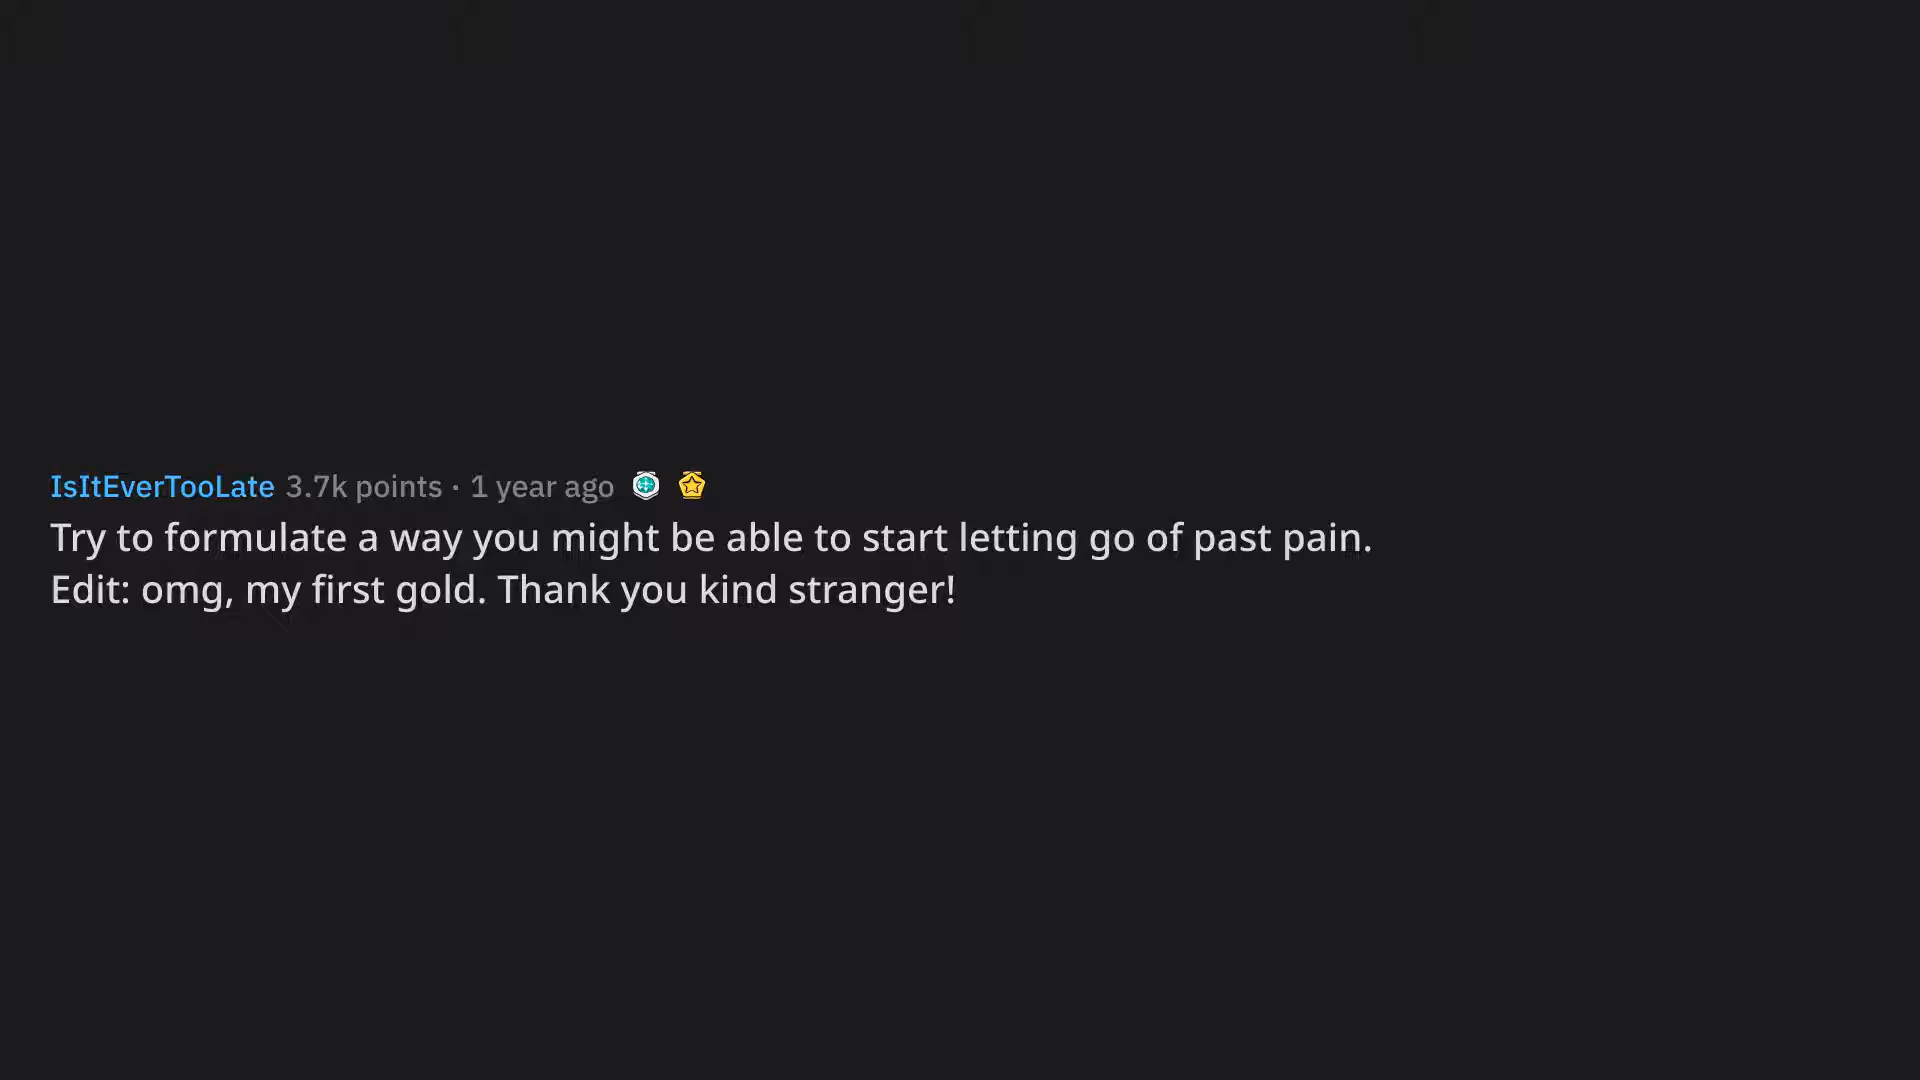 IsItEverTooLate 3.7k points · 1 year ago
Try to formulate a way you might be able to start letting go of past pain.
Edit: omg, my first gold. Thank you kind stranger!